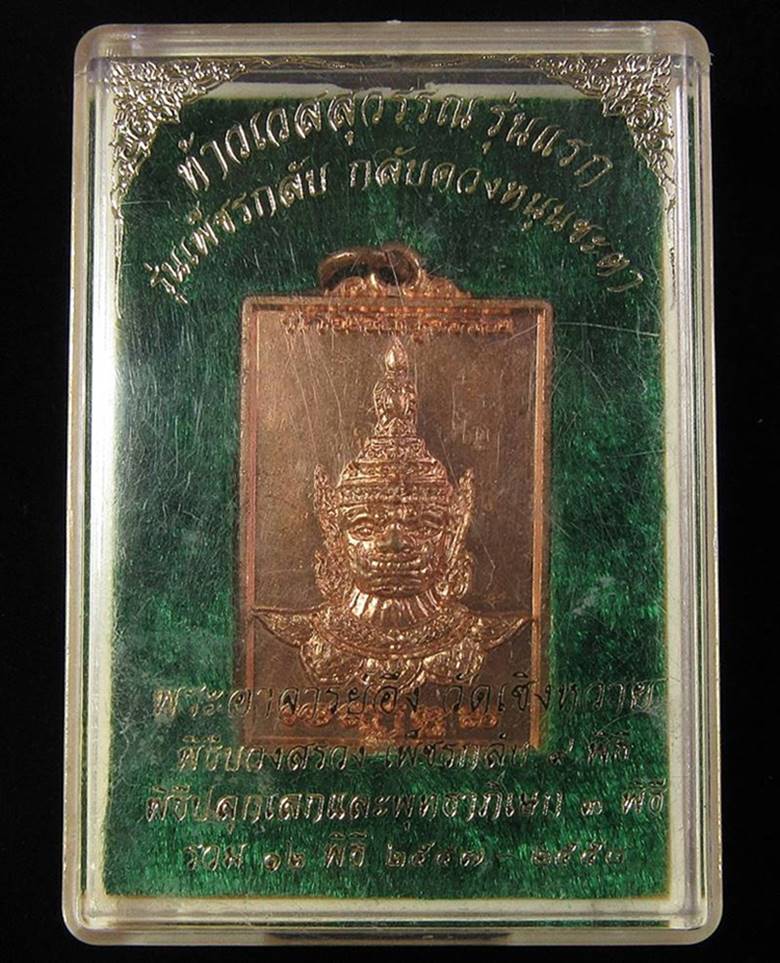 ท้าวเวสสุวรรณ รุ่นแรก
รุ่นเพ็ชรกลับ กลับดวงหนุนชะตา
พระอาจารย์อึ่ง วัดเชิงหวาย
พิธีบวงสรวง เพ็ชรกลับ ๙ พิธี
พิธีปลุกเสกและพุทธาภิเษก ๓ พิธี
รวม ๑๒ พิธี ๒๕๔๗ - ๒๕๕๐